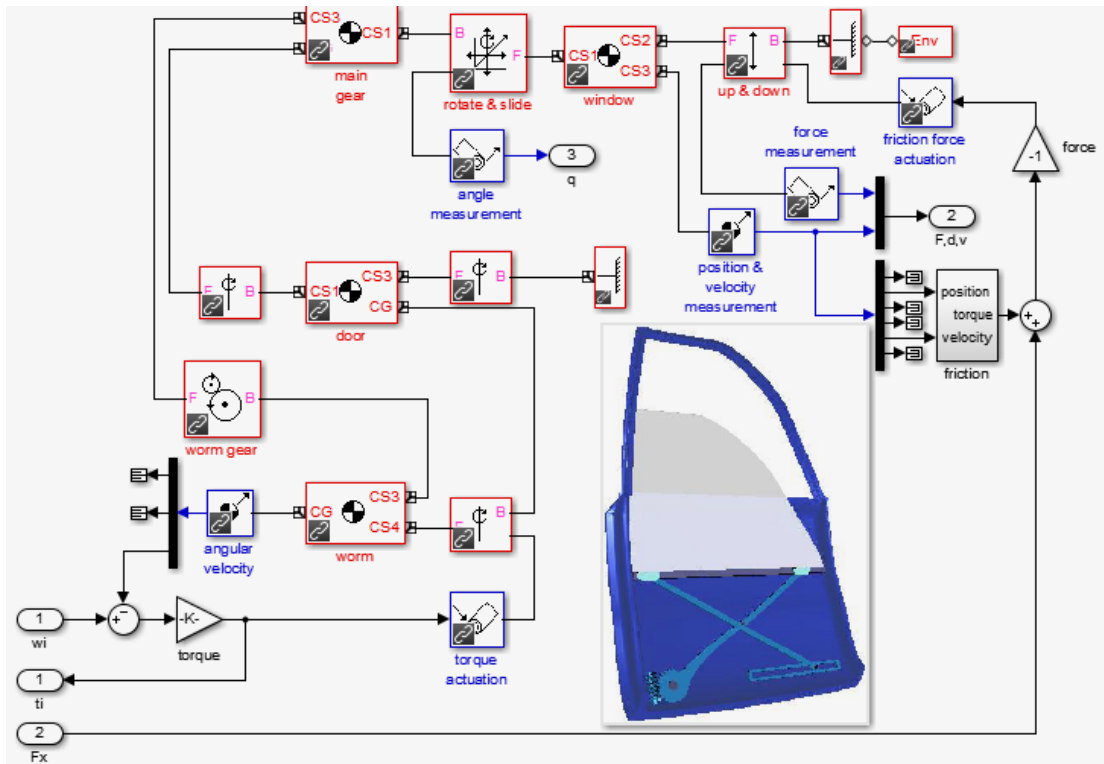 CS3
CS1
main
gear
B
F
rotate & slide
CS1
CS2
CS3
window
F
B
up & down
Env
friction force
actuation
force
-1
force
measurement
angle
measurement
3
q
2
F,d,v
position &
velocity
measurement
F
B
CS1
CS3
CG
door
F
B
position
torque
velocity
friction
+
+
F
B
worm gear
CG
CS3
CS4
worm
B
angular
velocity
1
wi
+
−
-K-
torque
torque
actuation
1
ti
2
Fx